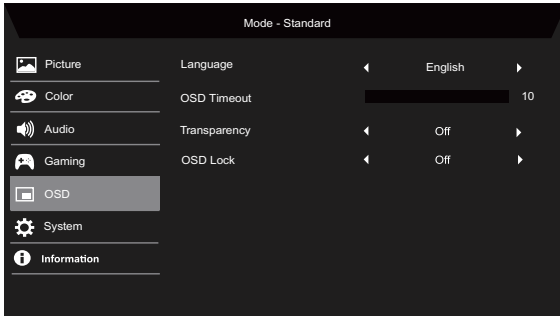 Mode - Standard
Picture
Language
English
Color
OSD Timeout
10
Audio
Transparency
Off
Gaming
OSD Lock
Off
OSD
System
Information